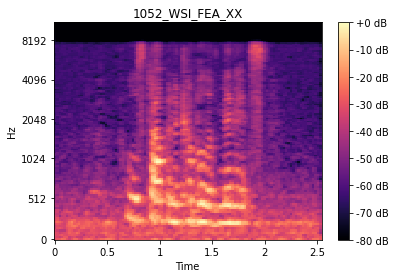 1052_WSI_FEA_XX
+0 dB
8192
-10 dB
4096
-20 dB
-30 dB
2048
-40 dB
Hz
1024
-50 dB
512
-60 dB
-70 dB
0
-80 dB
0 0.5 1 1.5 2 2.5
Time